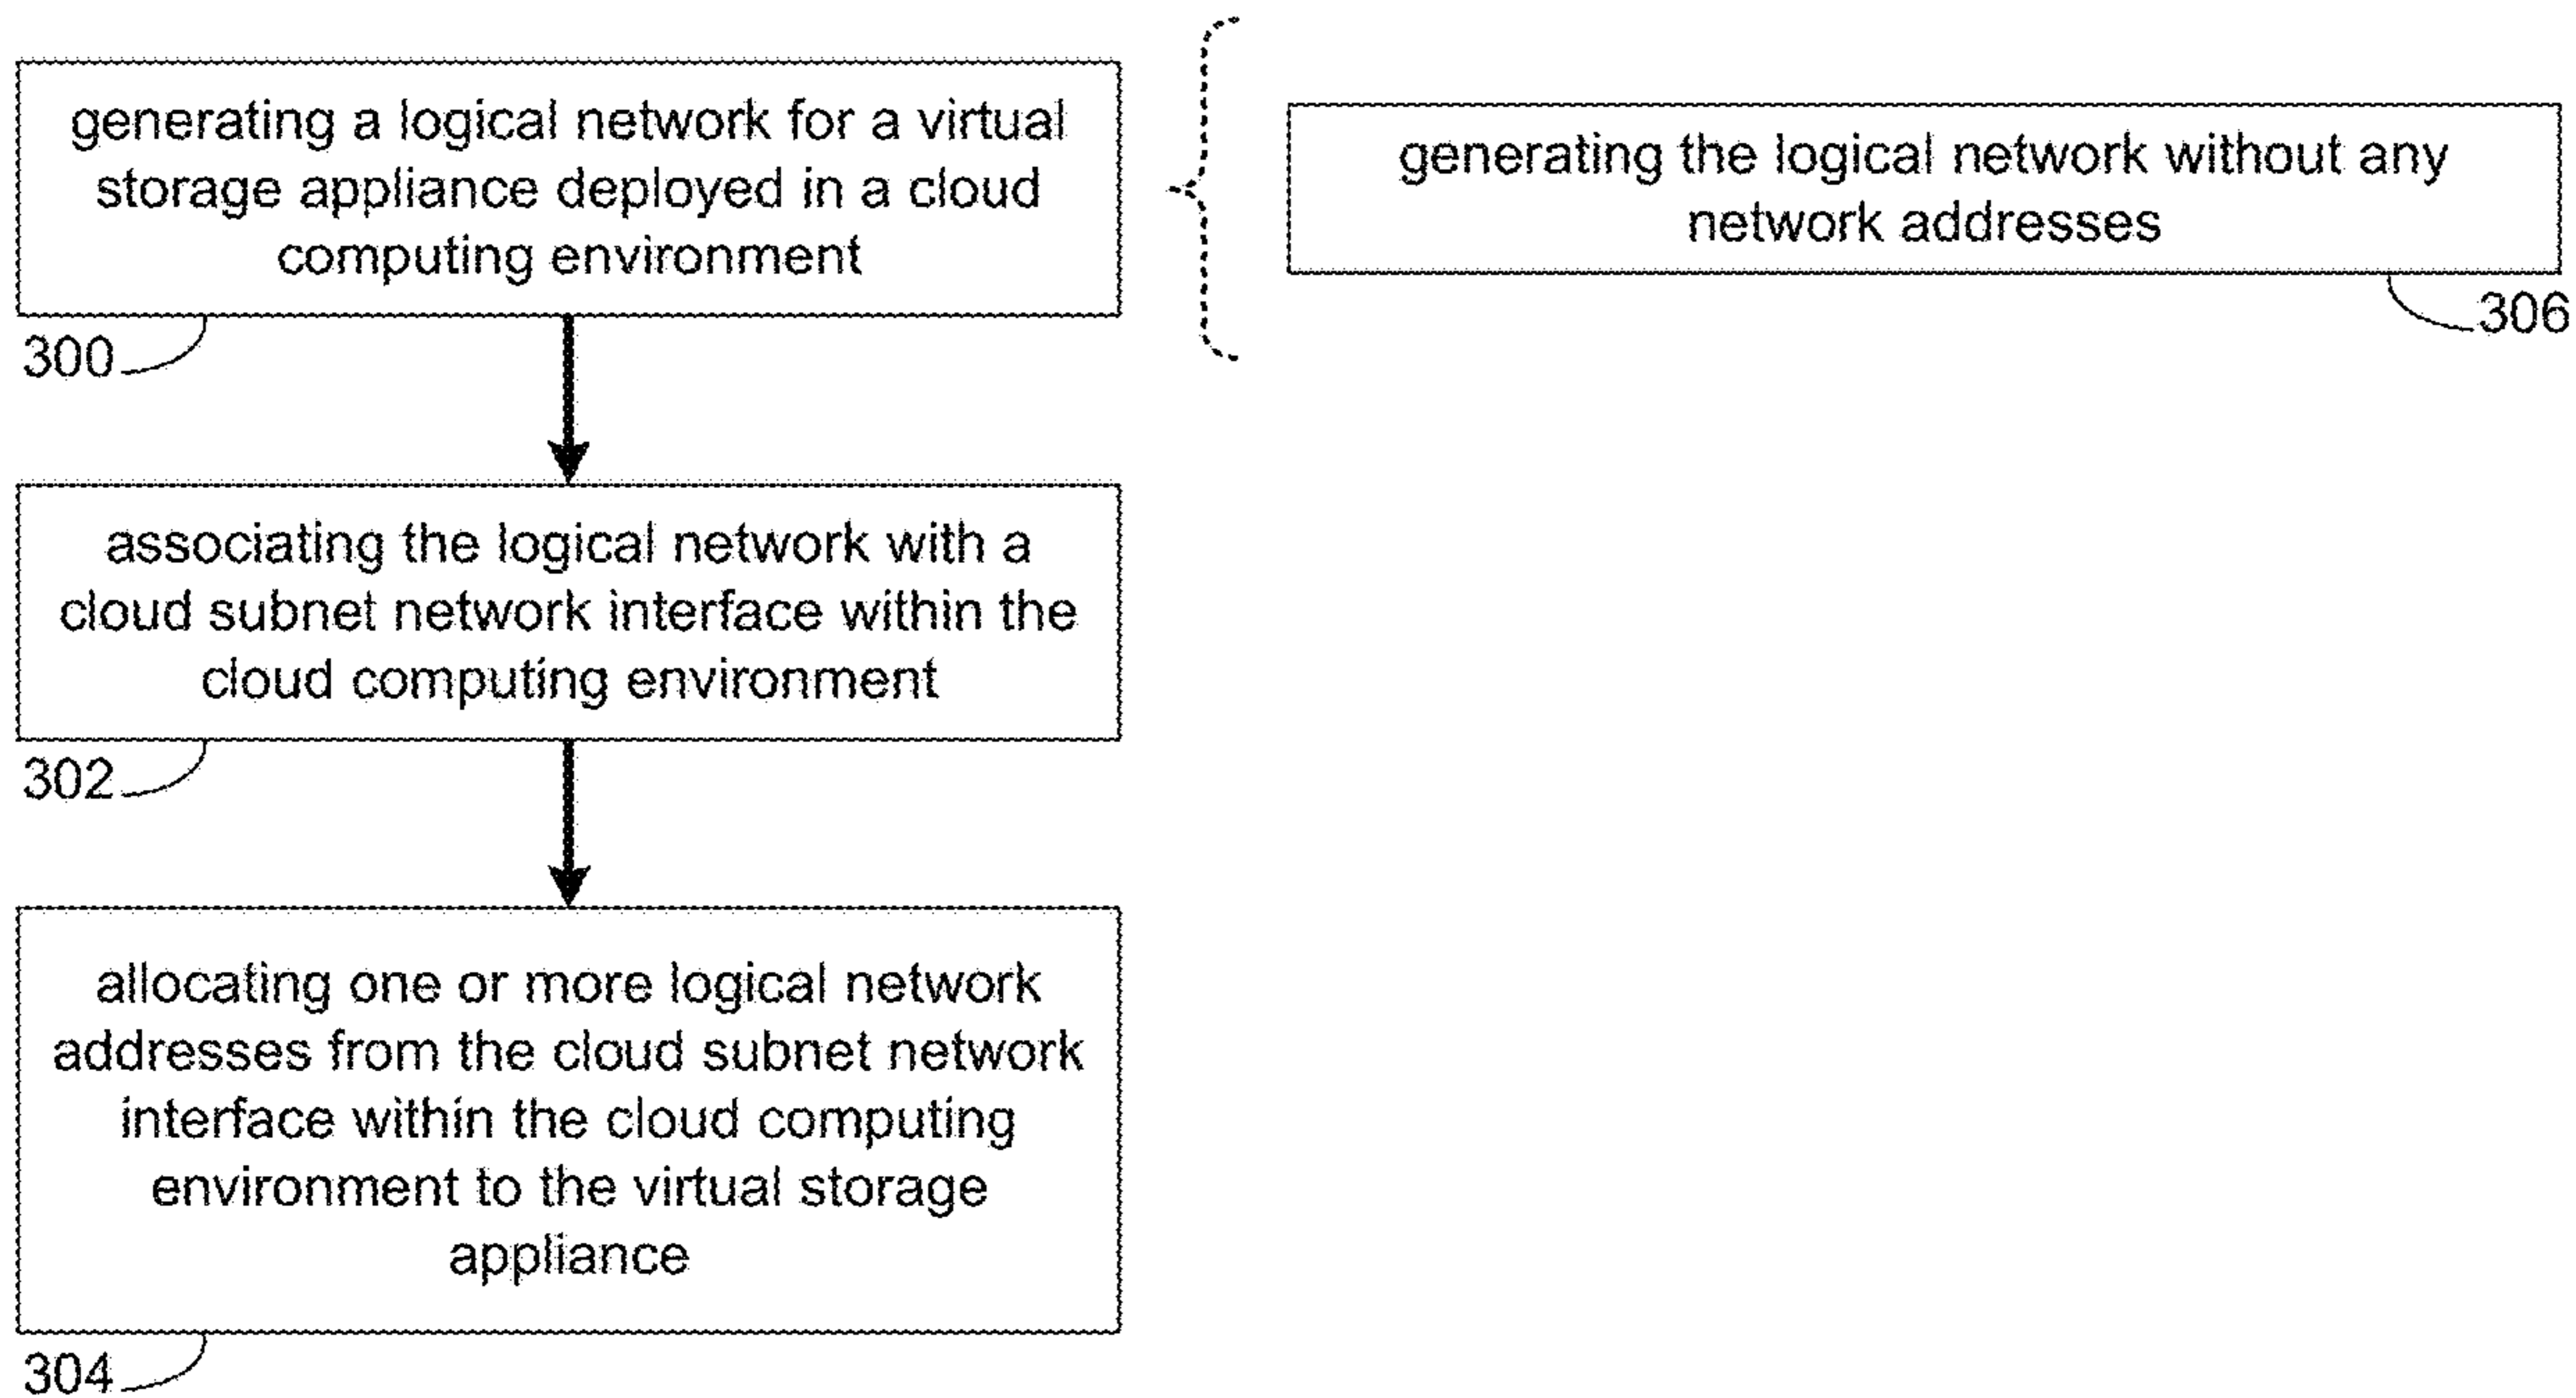 generating a logical network for a virtual
storage appliance deployed in a cloud
computing environment
300
generating the logical network without any
network addresses
306
associating the logical network with a
cloud subnet network interface within the
cloud computing environment
302
allocating one or more logical network
addresses from the cloud subnet network
interface within the cloud computing
environment to the virtual storage
appliance
304